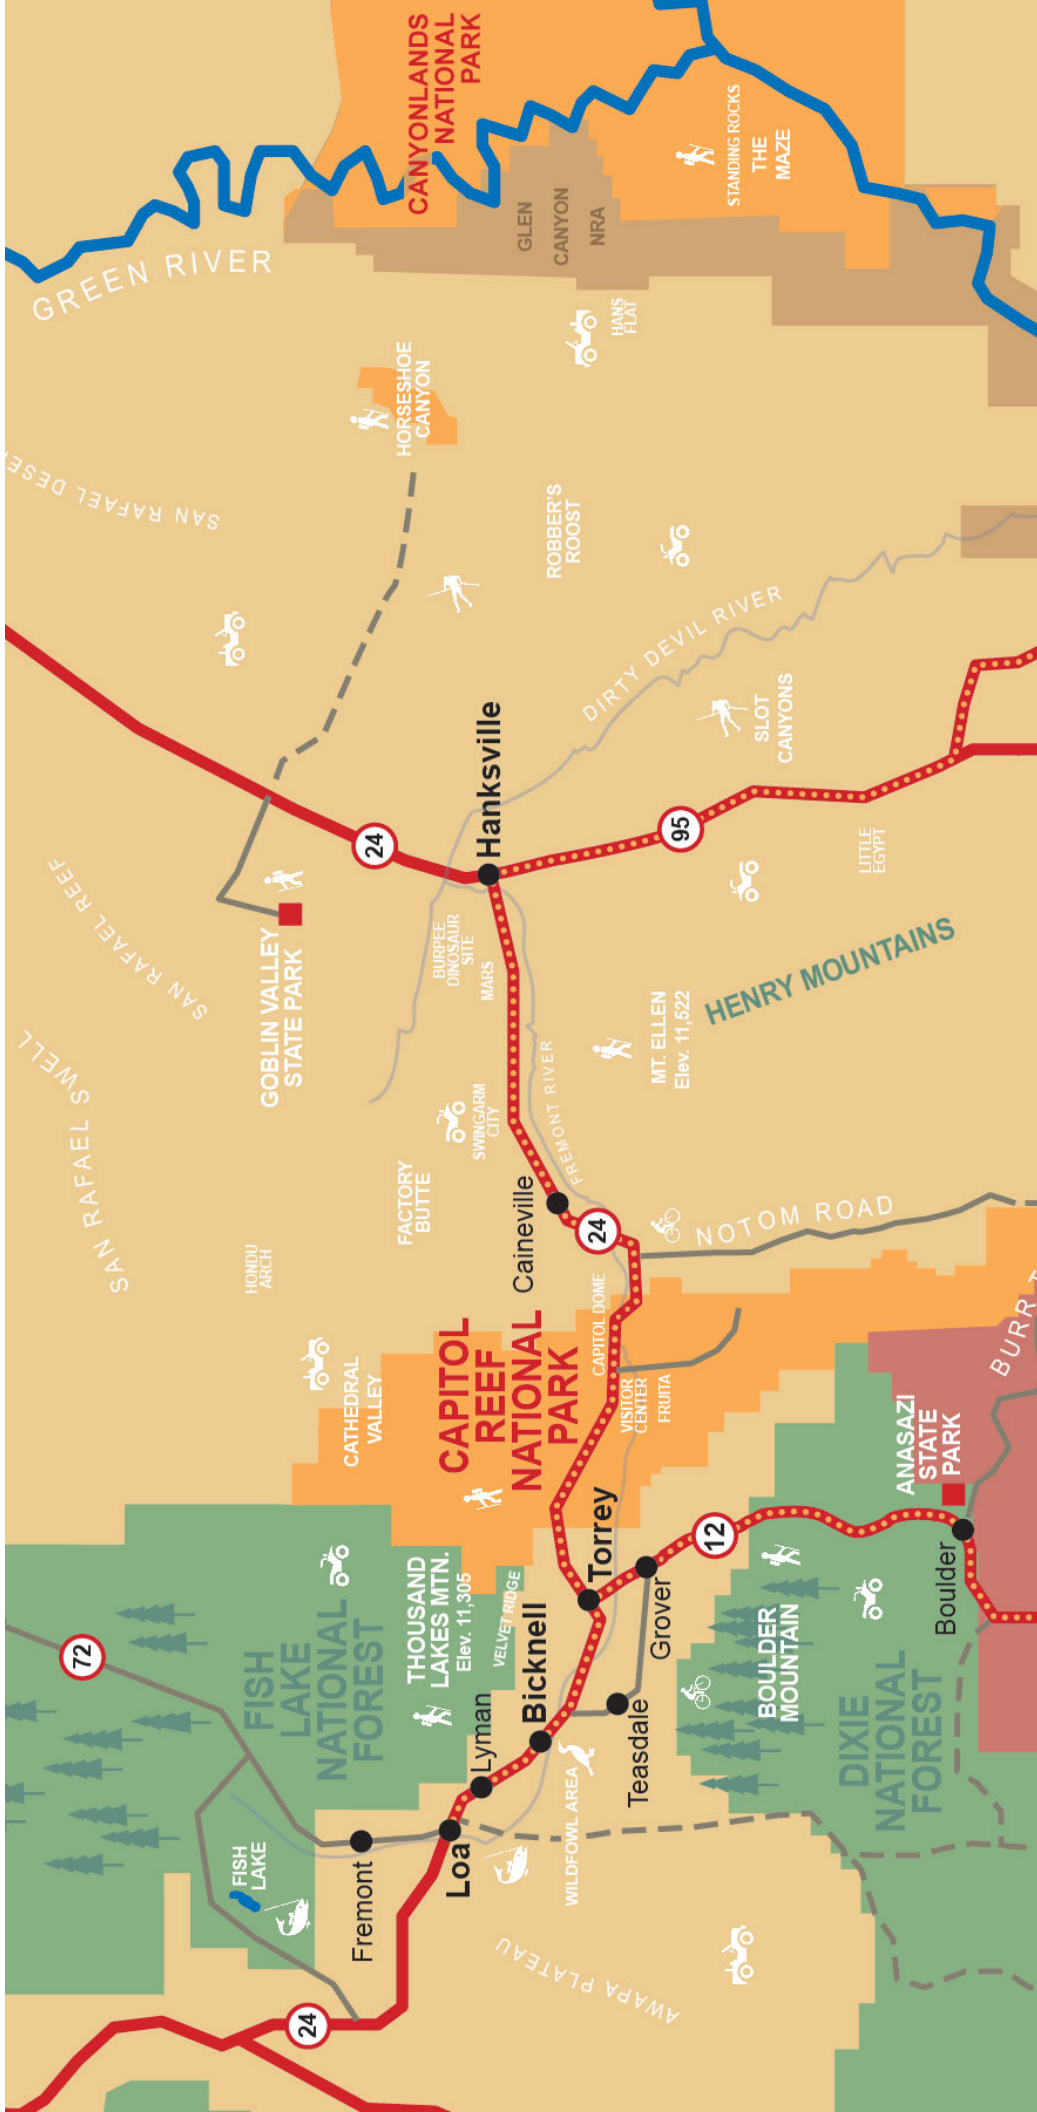 CANYONLANDS
NATIONAL
PARK
GREEN RIVER
GLEN
CANYON
NRA
STANDING ROCKS
THE
MAZE
HANS
FLAT
HORSESHOE
CANYON
SAN RAFAEL DESE
ROBBER'S
ROOST
DIRTY DEVIL RIVER
SLOT
CANYONS
24
Hanksville
95
LITTLE
EGYPT
SAN RAFAEL REEF
SAN RAFAEL SWELL
GOBLIN VALLEY
STATE PARK
BURPEE
DINOSAUR
SITE
MARS
HENRY MOUNTAINS
MT. ELLEN
Elev. 11,522
SWINGARM
CITY
FREMONT RIVER
FACTORY
BUTTE
HONDU
ARCH
Caineville
24
NOTOM ROAD
CATHEDRAL
VALLEY
CAPITOL
REEF
NATIONAL
PARK
CAPITOL DOME
VISITOR
CENTER
FRUITA
BURR T
ANASAZI
STATE
PARK
72
FISH
LAKE
NATIONAL
FOREST
THOUSAND
LAKES MTN.
Elev. 11,305
VELVET RIDGE
Torrey
12
Grover
Boulder
Bicknell
Lyman
Teasdale
BOULDER
MOUNTAIN
DIXIE
NATIONAL
FOREST
FISH
LAKE
Fremont
Loa
WILDFOWL AREA
AWAPA PLATEAU
24